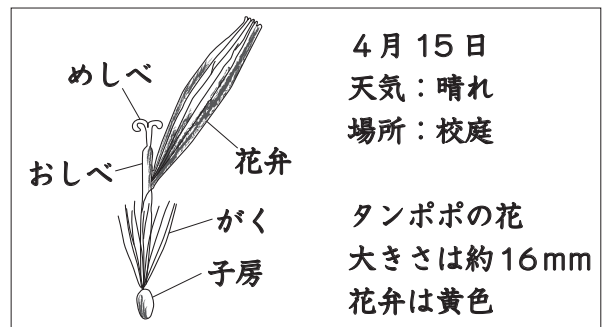 めしべ
おしべ
花弁
がく
子房
4月15日
天気：晴れ
場所：校庭
タンポポの花
大きさは約16mm
花弁は黄色